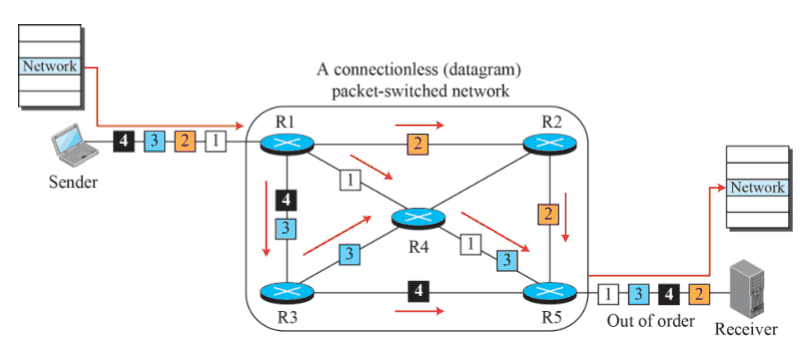 Network
A connectionless (datagram)
packet-switched network
R1
R2
4 3 2 1
2
Sender
1
4
3
Network
2
R4
3
1
3
4
1 3 4 2
R3
R5
Out of order
Receiver